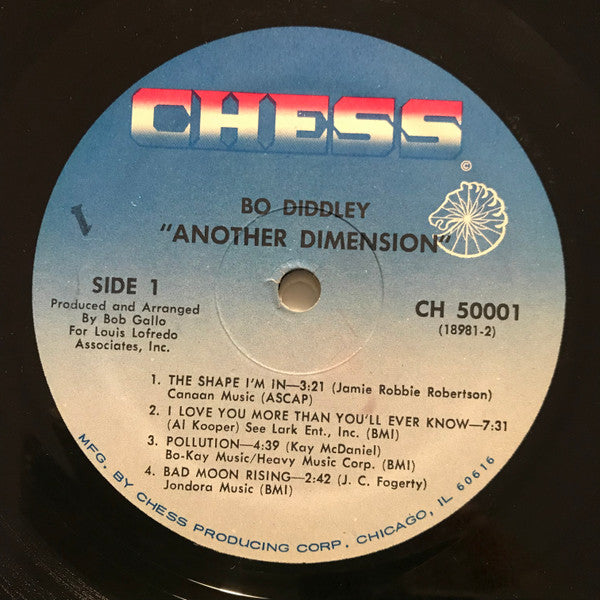 CHESS
©
BO DIDDLEY
"ANOTHER DIMENSION"
1
SIDE 1
Produced and Arranged
By Bob Gallo
For Louis Lofredo
Associates, Inc.
CH 50001
(18981-2)
1. THE SHAPE I'M IN—3:21 (Jamie Robbie Robertson)
Canaan Music (ASCAP)
2. I LOVE YOU MORE THAN YOU'LL EVER KNOW—7:31
(Al Kooper) See Lark Ent., Inc. (BMI)
3. POLLUTION—4:39 (Kay McDaniel)
Bo-Kay Music/Heavy Music Corp. (BMI)
4. BAD MOON RISING—2:42 (J. C. Fogerty)
Jondora Music (BMI)
MFG. BY CHESS PRODUCING CORP. CHICAGO, IL 60616